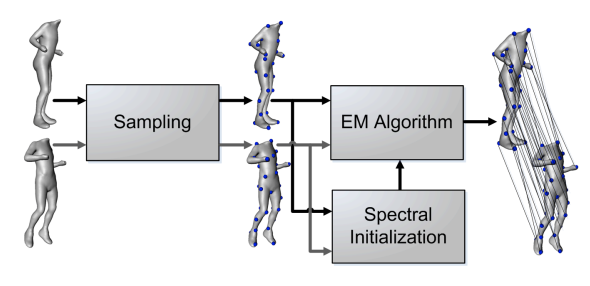 Sampling
EM Algorithm
Spectral
Initialization